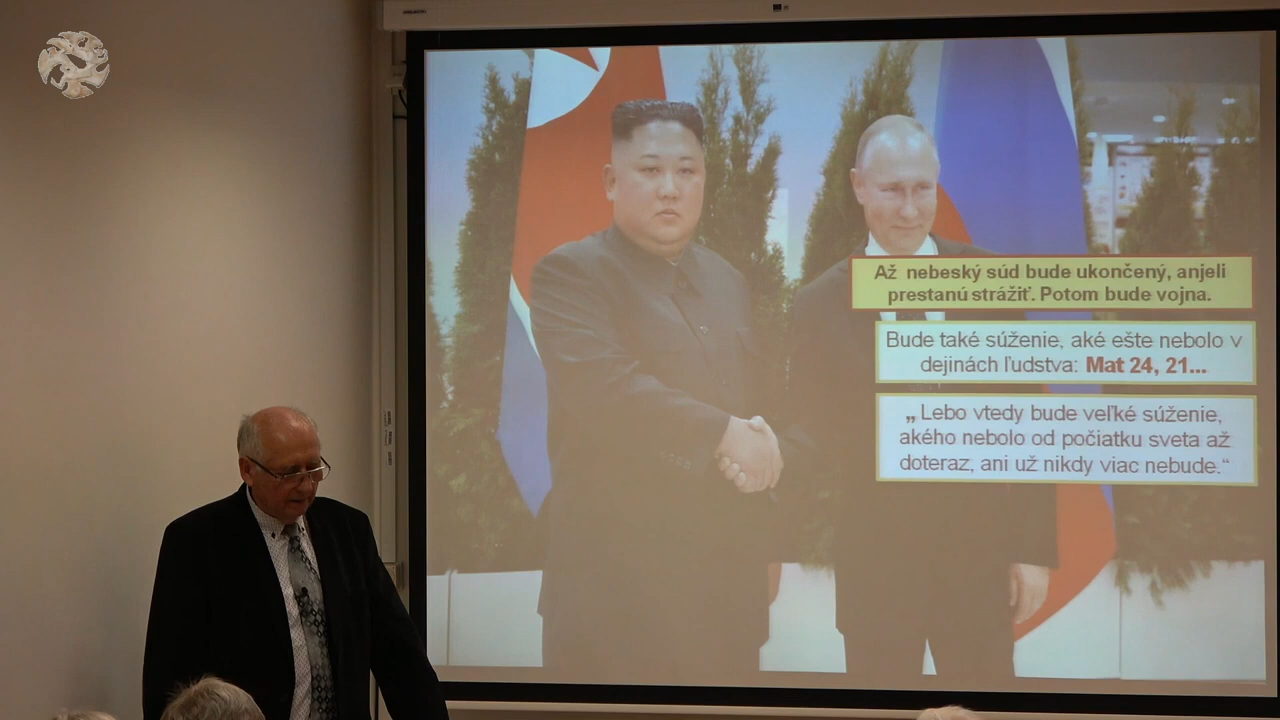 Až nebeský súd bude ukončený, anjeli
prestanú strážiť. Potom bude vojna.
Bude také súženie, aké ešte nebolo v
dejinách ľudstva: Mat 24, 21...
„Lebo vtedy bude veľké súženie,
akého nebolo od počiatku sveta až
doteraz, ani už nikdy viac nebude.“